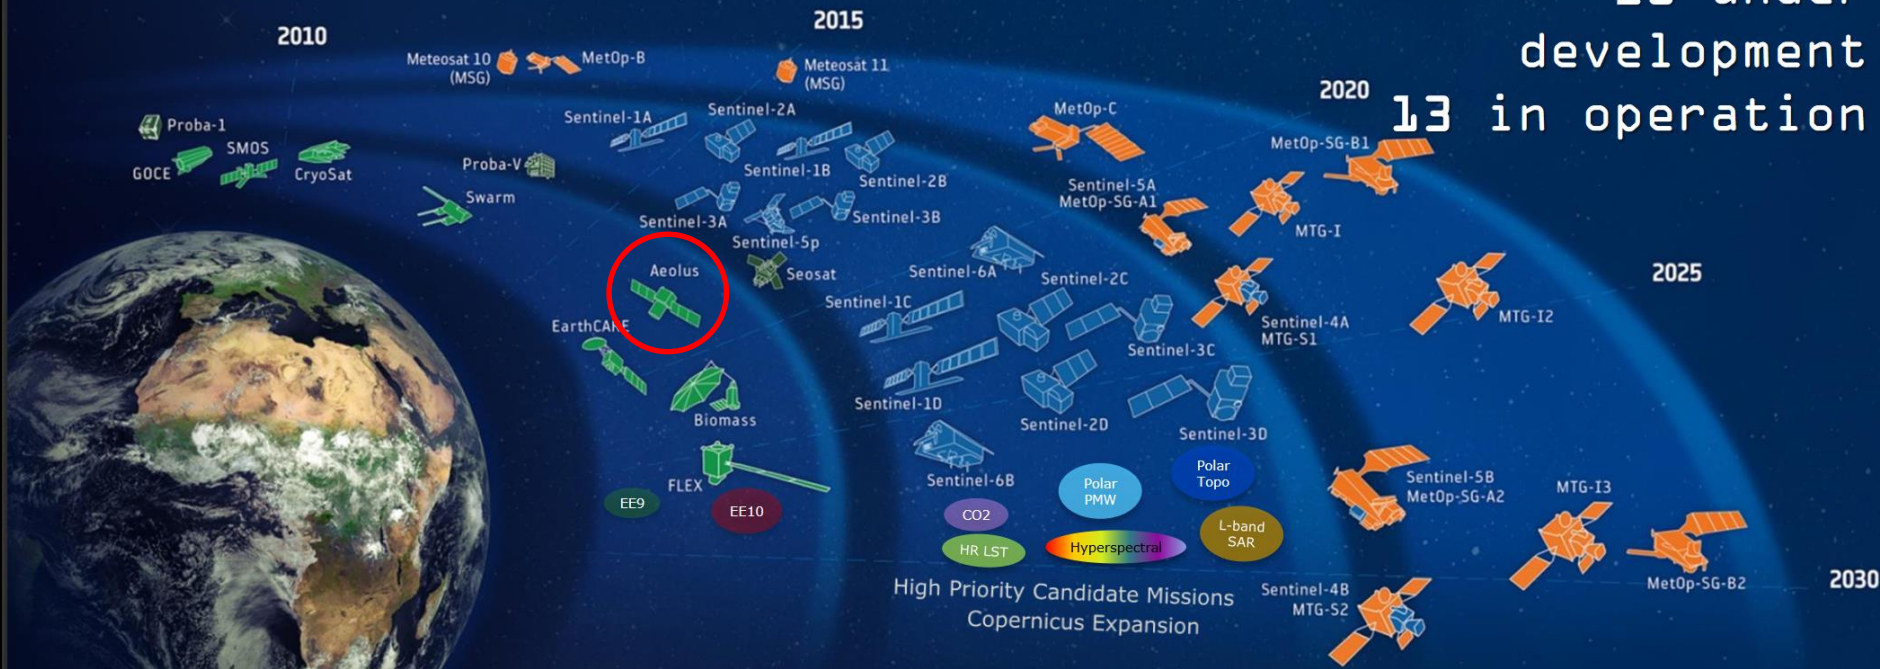 under
development
13 in operation
2010
2015
2020
2025
2030
Meteosat 10
(MSG)
MetOp-B
Meteosat 11
(MSG)
MetOp-C
MetOp-SG-B1
Sentinel-5A
MetOp-SG-A1
MTG-I
Sentinel-4A
MTG-S1
MTG-I2
Sentinel-5B
MetOp-SG-A2
MTG-I3
MetOp-SG-B2
Sentinel-4B
MTG-S2
Sentinel-1A
Sentinel-2A
Sentinel-1B
Sentinel-2B
Sentinel-3A
Sentinel-3B
Sentinel-5p
Seosat
Sentinel-6A
Sentinel-2C
Sentinel-1C
Sentinel-3C
Sentinel-1D
Sentinel-2D
Sentinel-3D
Sentinel-6B
Proba-1
GOCE
SMOS
CryoSat
Proba-V
Swarm
Aeolus
EarthCARE
Biomass
FLEX
EE9
EE10
CO2
HR LST
Polar
PMW
Hyperspectral
Polar
Topo
L-band
SAR
High Priority Candidate Missions
Copernicus Expansion